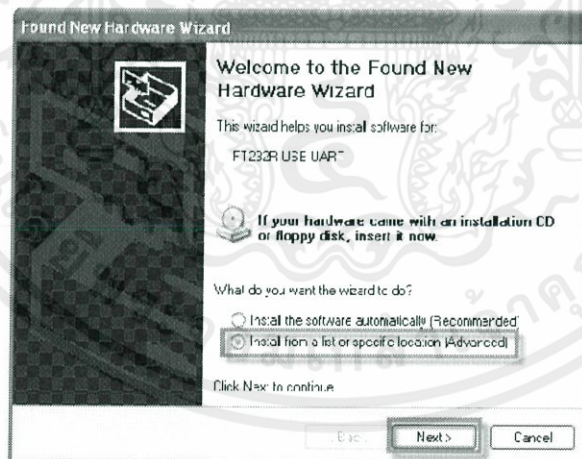 Found New Hardware Wizard
Welcome to the Found New
Hardware Wizard
This wizard helps you install software for:
FT232R USB UART
If your hardware came with an installation CD
or floppy disk, insert it now.
What do you want the wizard to do?
Install the software automatically (Recommended)
Install from a list or specific location (Advanced)
Click Next to continue.
< Back
Next >
Cancel